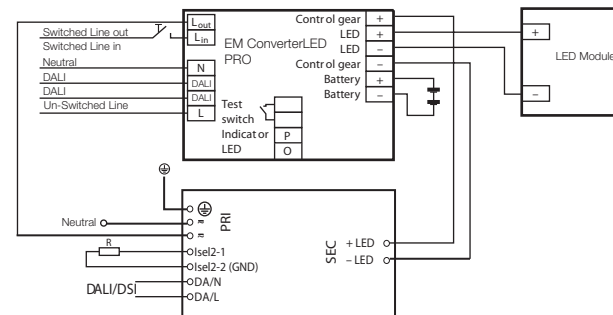 Switched Line out
Switched Line in
Neutral
DALI
DALI
Un-Switched Line
Lout
Lin
N
DALI
DALI
L
EM ConverterLED
PRO
Test
switch
Indicator
LED
P
O
Control gear +
LED +
LED –
Control gear –
Battery +
Battery –
+
–
LED Module
Neutral
R
DALI/DSI
PRI
Isel2-1
Isel2-2 (GND)
DA/N
DA/L
SEC
+ LED
– LED